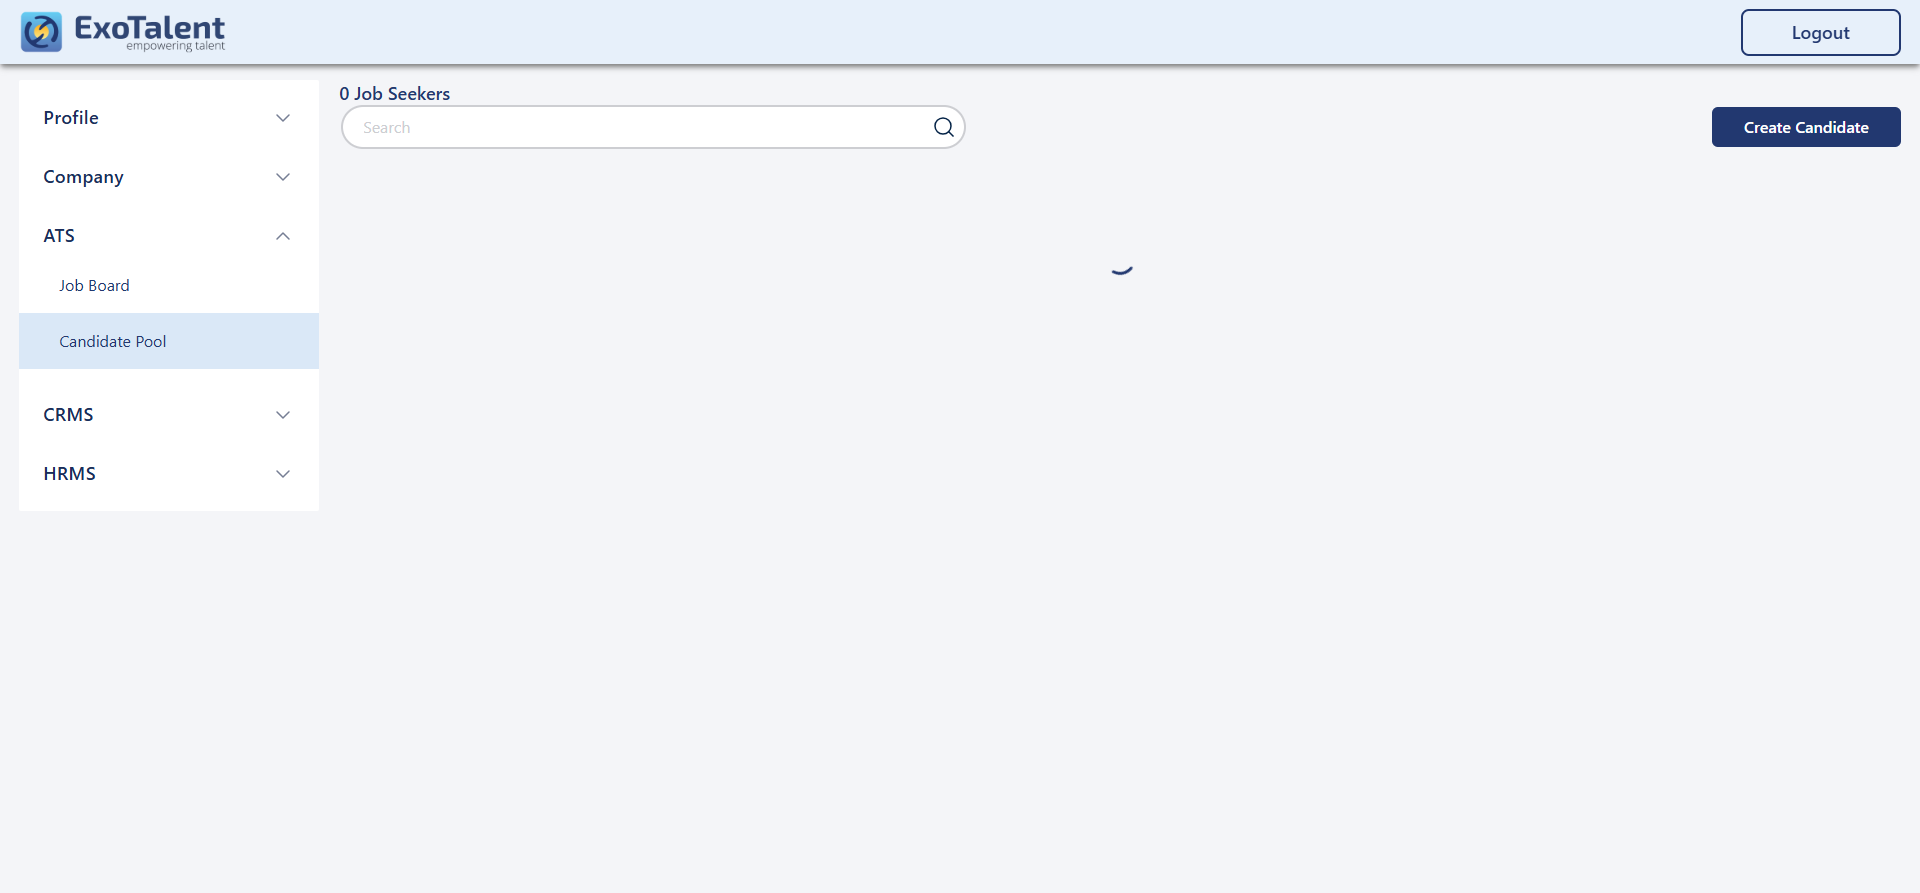 ExoTalent
empowering talent
Logout
Profile
Company
ATS
Job Board
Candidate Pool
CRMS
HRMS
0 Job Seekers
Search
Create Candidate